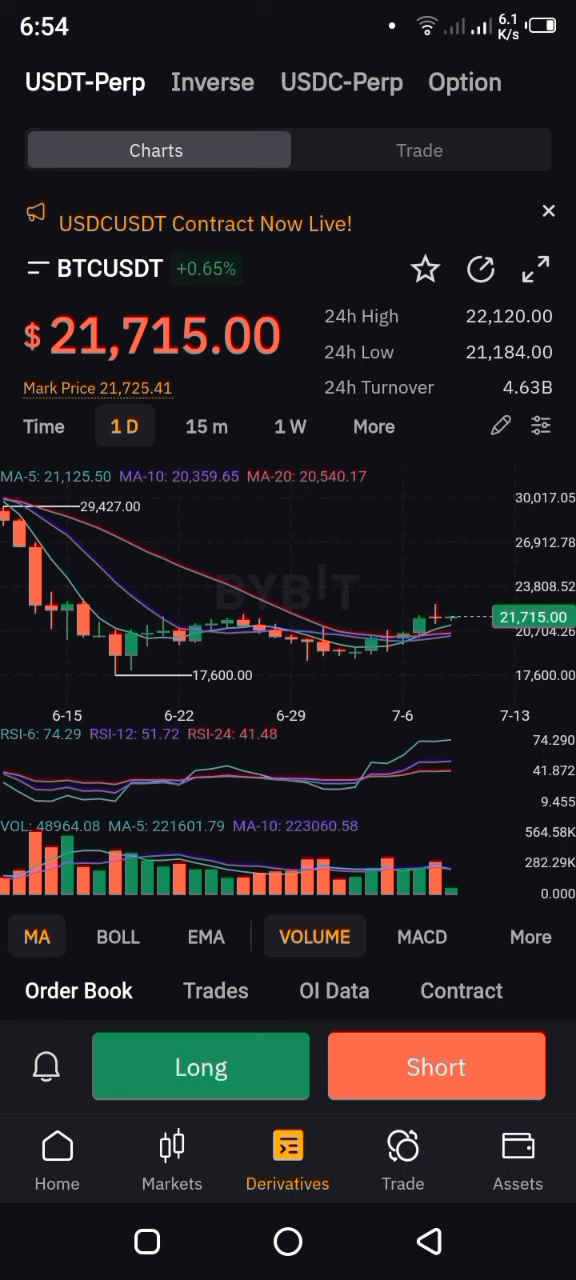 6:54
6.1 K/s
USDT-Perp Inverse USDC-Perp Option
Charts Trade
USDCUSDT Contract Now Live!
BTCUSDT +0.65%
$ 21,715.00
24h High 22,120.00
24h Low 21,184.00
24h Turnover 4.63B
Mark Price 21,725.41
Time 1 D 15 m 1 W More
MA-5: 21,125.50 MA-10: 20,359.65 MA-20: 20,540.17
29,427.00
30,017.05
26,912.78
23,808.52
BYBIT
21,715.00
20,704.26
17,600.00
17,600.00
6-15 6-22 6-29 7-6 7-13
RSI-6: 74.29 RSI-12: 51.72 RSI-24: 41.48
74.290
41.872
9.455
VOL: 48964.08 MA-5: 221601.79 MA-10: 223060.58
564.58K
282.29K
0.000
MA BOLL EMA VOLUME MACD More
Order Book Trades OI Data Contract
Long Short
Home Markets Derivatives Trade Assets